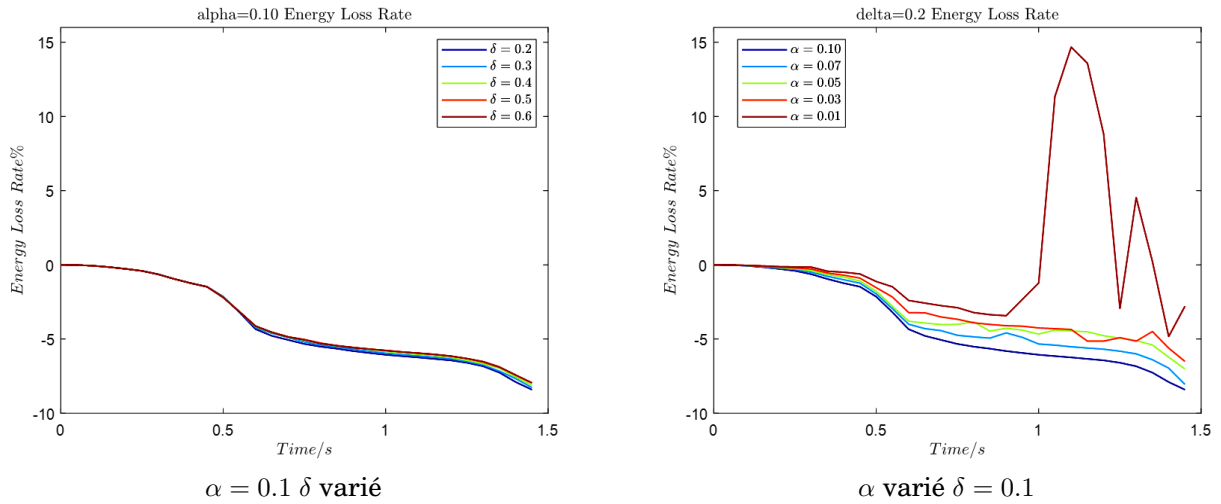 alpha=0.10 Energy Loss Rate
15
10
5
0
-5
-10
Energy Loss Rate%
δ = 0.2
δ = 0.3
δ = 0.4
δ = 0.5
δ = 0.6
0
0.5
1
1.5
Time/s
α = 0.1 δ varié
delta=0.2 Energy Loss Rate
15
10
5
0
-5
-10
Energy Loss Rate%
α = 0.10
α = 0.07
α = 0.05
α = 0.03
α = 0.01
0
0.5
1
1.5
Time/s
α varié δ = 0.1